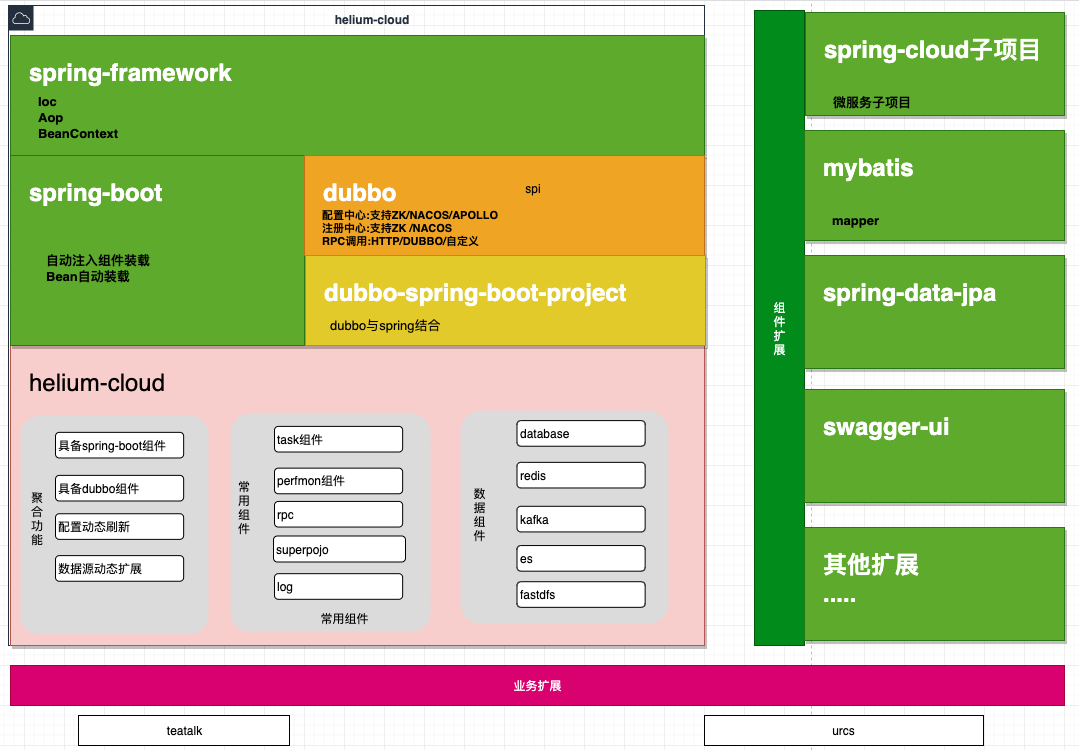 helium-cloud
spring-framework
Ioc
Aop
BeanContext
spring-boot
自动注入组件装载
Bean自动装载
dubbo
spi
配置中心:支持ZK/NACOS/APOLLO
注册中心:支持ZK /NACOS
RPC调用:HTTP/DUBBO/自定义
dubbo-spring-boot-project
dubbo与spring结合
helium-cloud
聚合功能
具备spring-boot组件
具备dubbo组件
配置动态刷新
数据源动态扩展
常用组件
task组件
perfmon组件
rpc
superpojo
log
常用组件
数据组件
database
redis
kafka
es
fastdfs
组件扩展
spring-cloud子项目
微服务子项目
mybatis
mapper
spring-data-jpa
swagger-ui
其他扩展
.....
业务扩展
teatalk
urcs